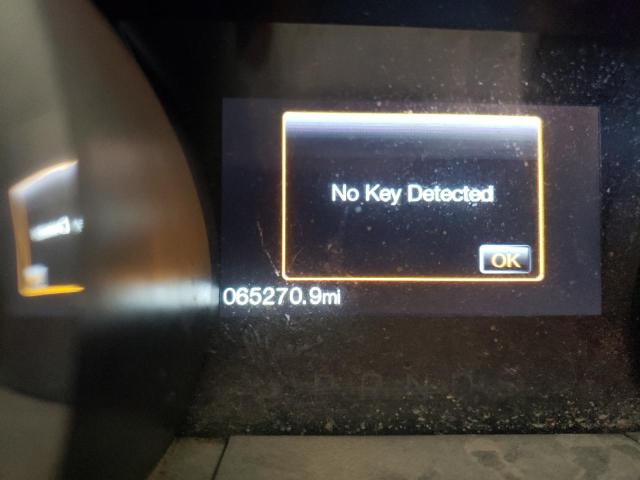 No Key Detected
OK
065270.9mi
P R N D S